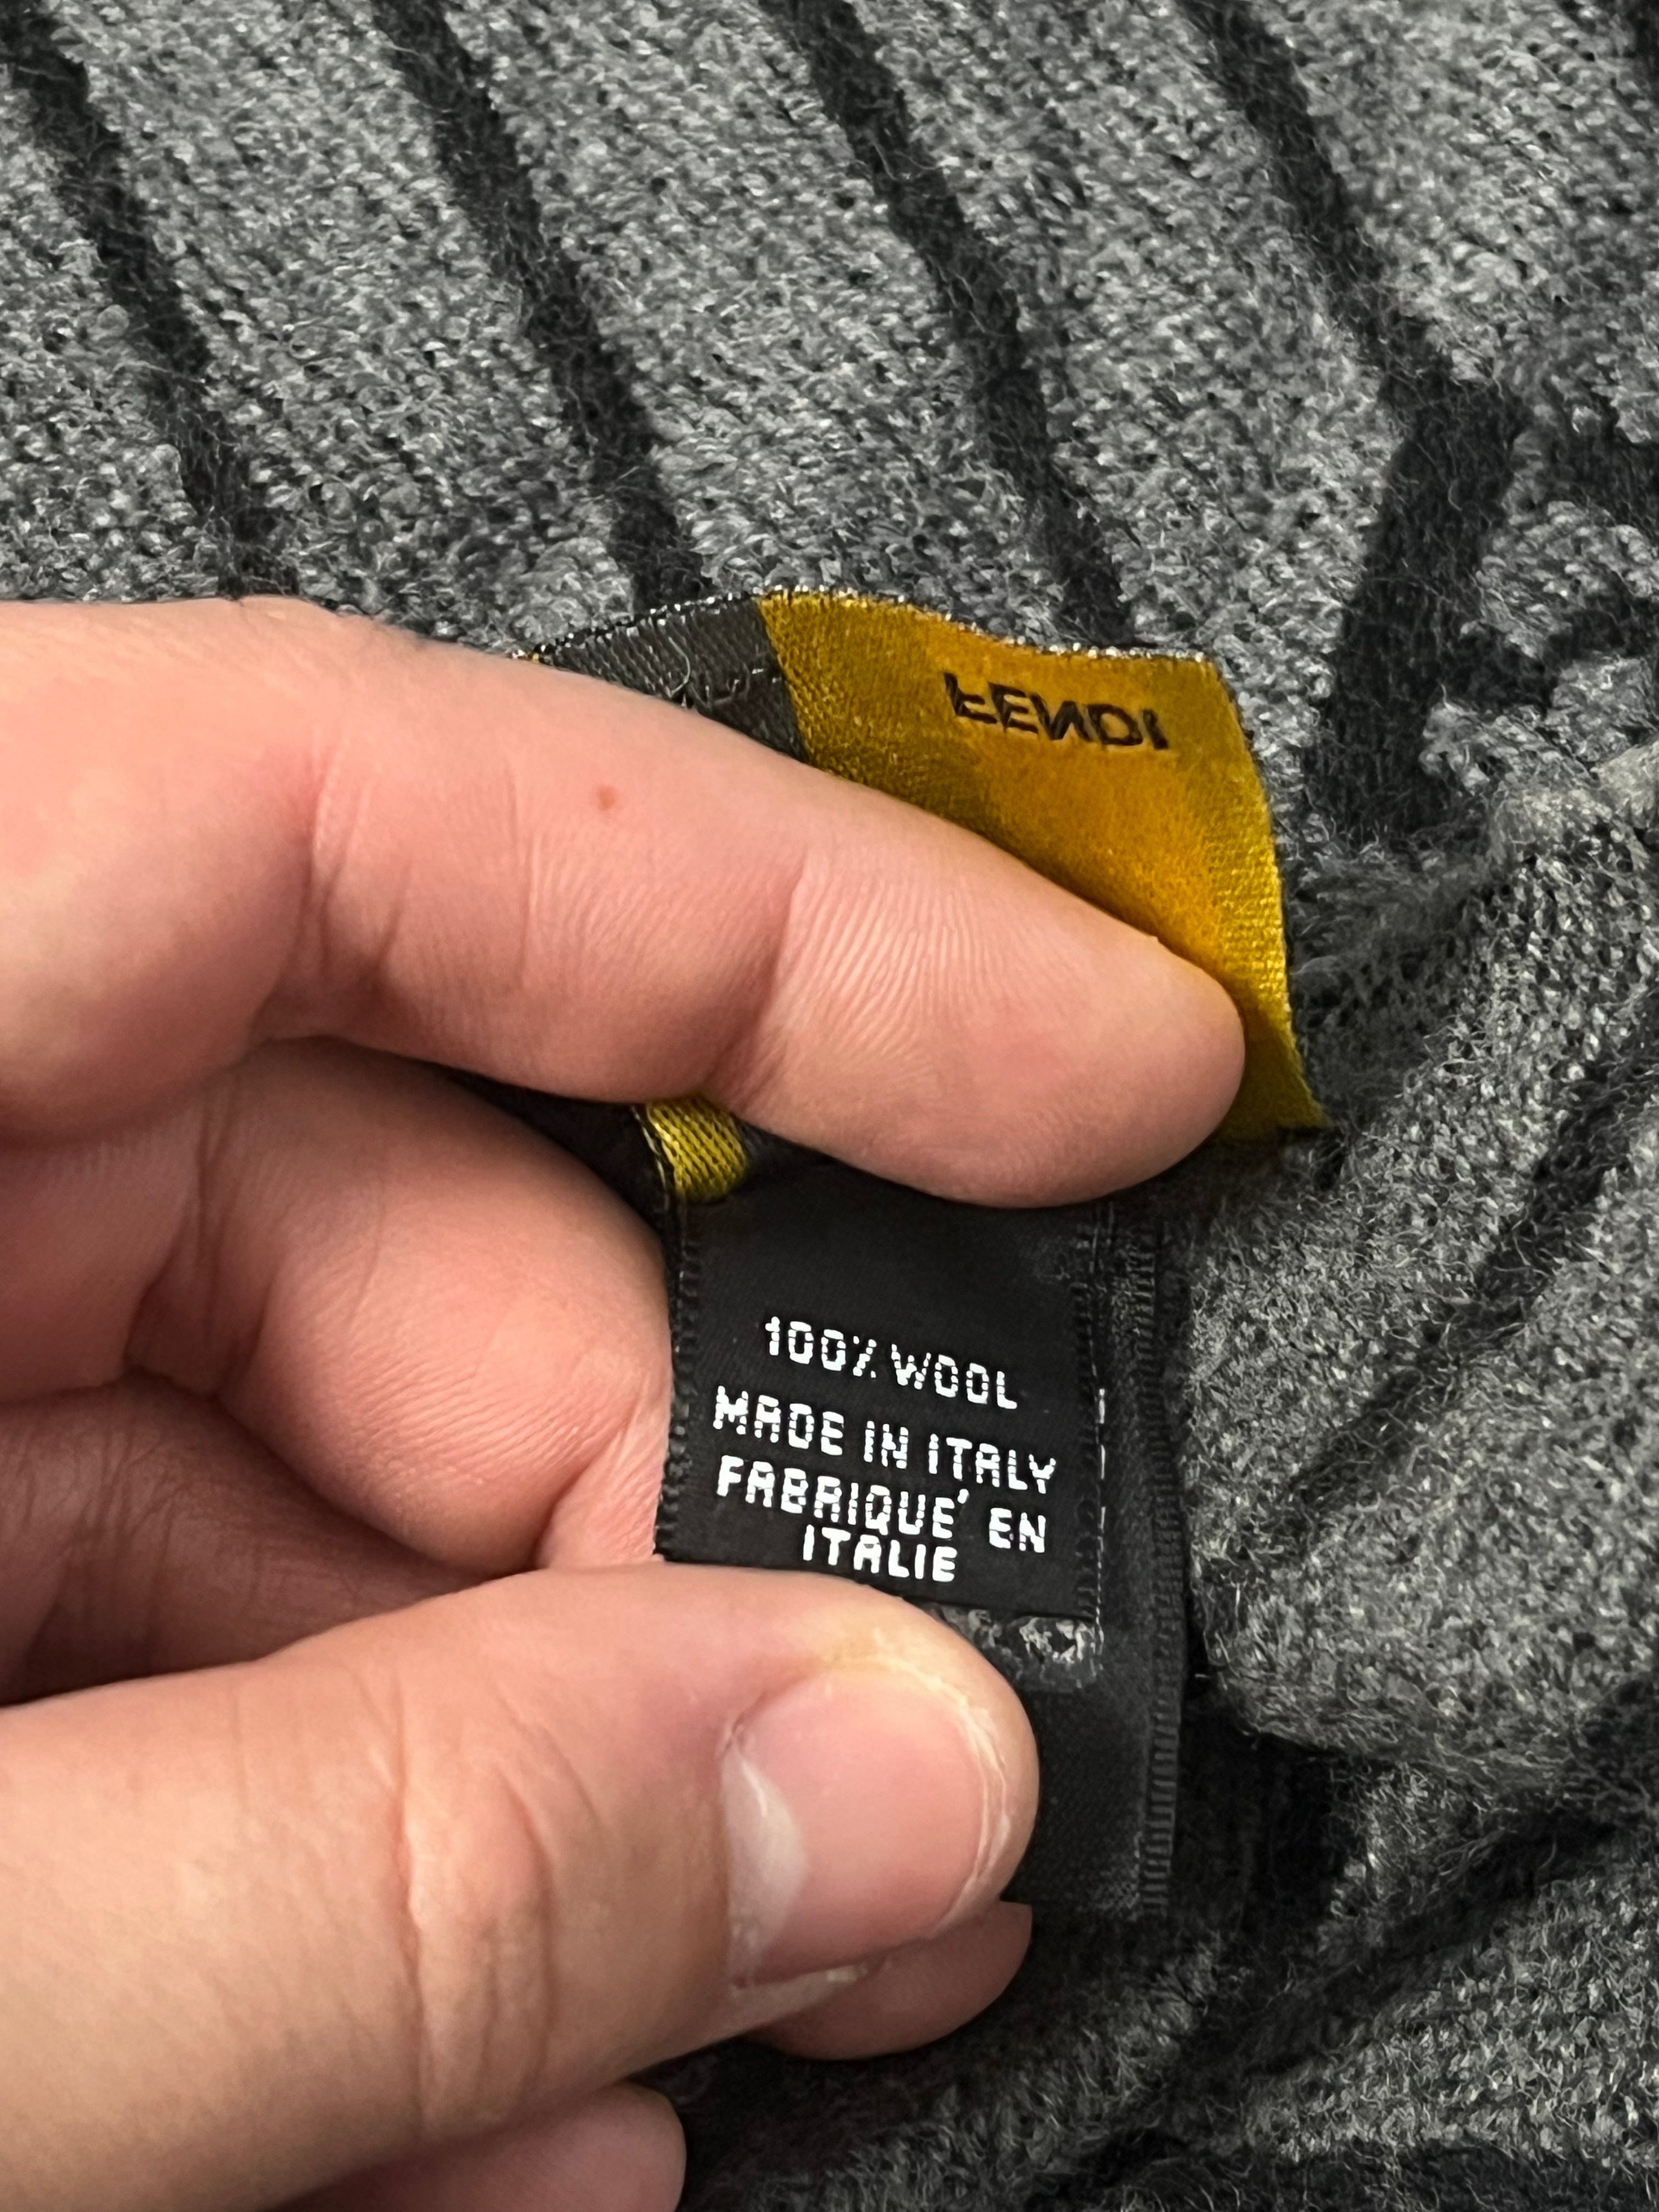 FENDI
100% WOOL
MADE IN ITALY
FABRIQUE' EN
ITALIE